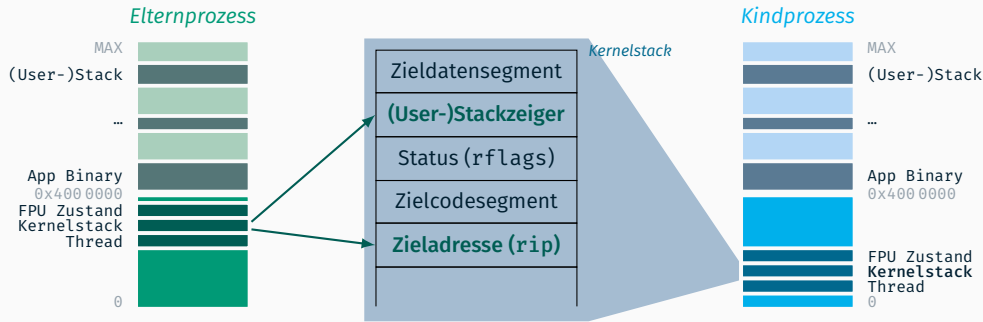 Elternprozess
MAX
(User-)Stack
…
App Binary
0x400 0000
FPU Zustand
Kernelstack
Thread
0
Kernelstack
Zieldatensegment
(User-)Stackzeiger
Status (rflags)
Zielcodesegment
Zieladresse (rip)
Kindprozess
MAX
(User-)Stack
…
App Binary
0x400 0000
FPU Zustand
Kernelstack
Thread
0